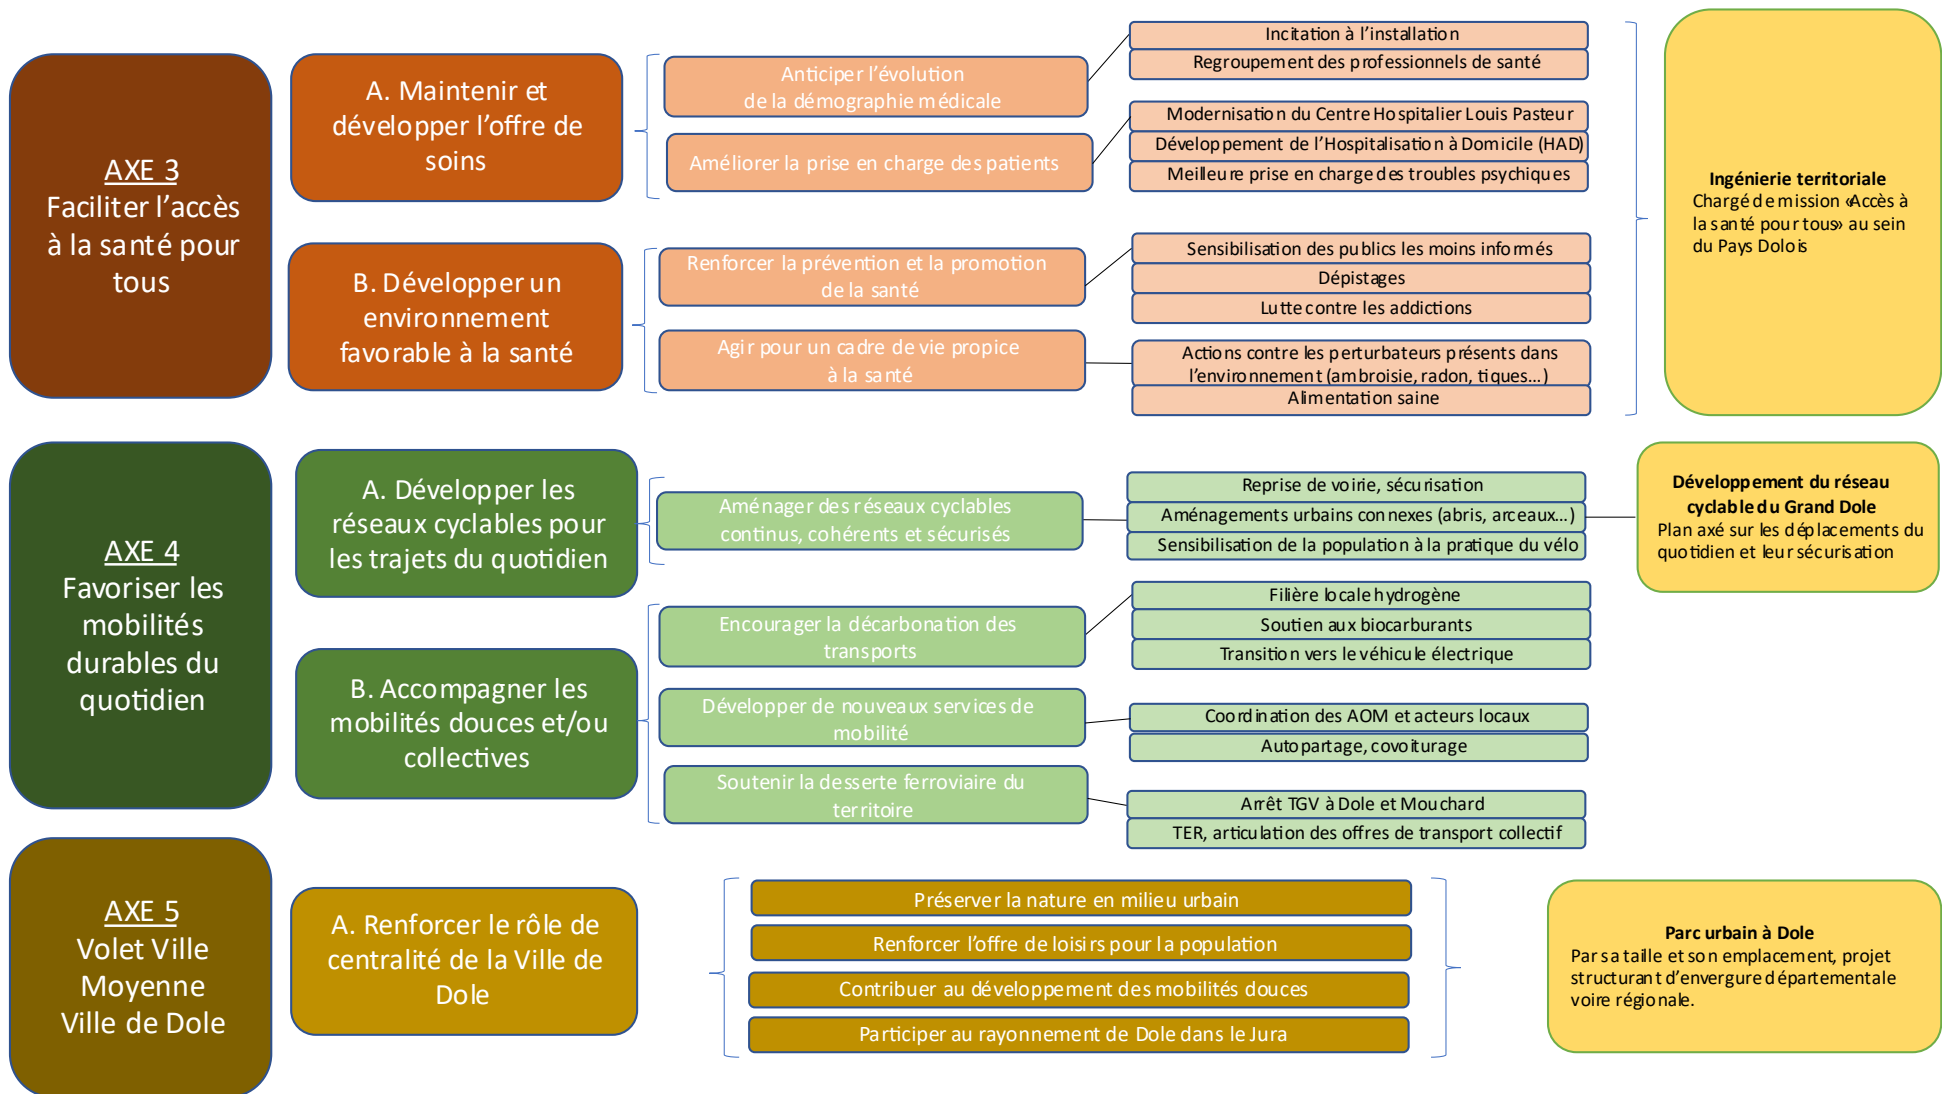 AXE 3
Faciliter l’accès
à la santé pour
tous
A. Maintenir et
développer l’offre de
soins
Anticiper l’évolution
de la démographie médicale
Incitation à l’installation
Regroupement des professionnels de santé
Améliorer la prise en charge des patients
Modernisation du Centre Hospitalier Louis Pasteur
Développement de l’Hospitalisation à Domicile (HAD)
Meilleure prise en charge des troubles psychiques
B. Développer un
environnement
favorable à la santé
Renforcer la prévention et la promotion
de la santé
Sensibilisation des publics les moins informés
Dépistages
Lutte contre les addictions
Agir pour un cadre de vie propice
à la santé
Actions contre les perturbateurs présents dans
l’environnement (ambroisie, radon, tiques…)
Alimentation saine
Ingénierie territoriale
Chargé de mission «Accès à
la santé pour tous» au sein
du Pays Dolois
AXE 4
Favoriser les
mobilités
durables du
quotidien
A. Développer les
réseaux cyclables pour
les trajets du quotidien
Aménager des réseaux cyclables
continus, cohérents et sécurisés
Reprise de voirie, sécurisation
Aménagements urbains connexes (abris, arceaux…)
Sensibilisation de la population à la pratique du vélo
Développement du réseau
cyclable du Grand Dole
Plan axé sur les déplacements du
quotidien et leur sécurisation
B. Accompagner les
mobilités douces et/ou
collectives
Encourager la décarbonation des
transports
Filière locale hydrogène
Soutien aux biocarburants
Transition vers le véhicule électrique
Développer de nouveaux services de
mobilité
Coordination des AOM et acteurs locaux
Autopartage, covoiturage
Soutenir la desserte ferroviaire du
territoire
Arrêt TGV à Dole et Mouchard
TER, articulation des offres de transport collectif
AXE 5
Volet Ville
Moyenne
Ville de Dole
A. Renforcer le rôle de
centralité de la Ville de
Dole
Préserver la nature en milieu urbain
Renforcer l’offre de loisirs pour la population
Contribuer au développement des mobilités douces
Participer au rayonnement de Dole dans le Jura
Parc urbain à Dole
Par sa taille et son emplacement, projet
structurant d’envergure départementale
voire régionale.